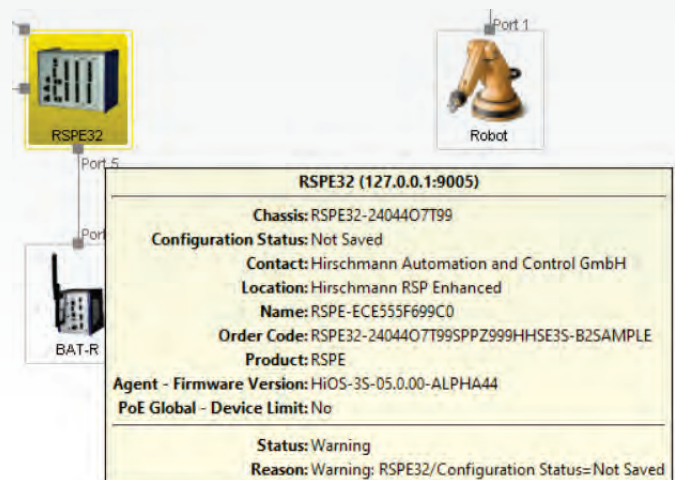 Port 1
RSPE32
Robot
Port 5
RSPE32 (127.0.0.1:9005)
Chassis: RSPE32-24044O7T99
Configuration Status: Not Saved
Contact: Hirschmann Automation and Control GmbH
Location: Hirschmann RSP Enhanced
Name: RSPE-ECE555F699C0
Order Code: RSPE32-24044O7T99SPPZ999HHSE3S-B2SAMPLE
Product: RSPE
Agent - Firmware Version: HiOS-3S-05.0.00-ALPHA44
PoE Global - Device Limit: No
Status: Warning
Reason: Warning: RSPE32/Configuration Status=Not Saved
Port
BAT-R